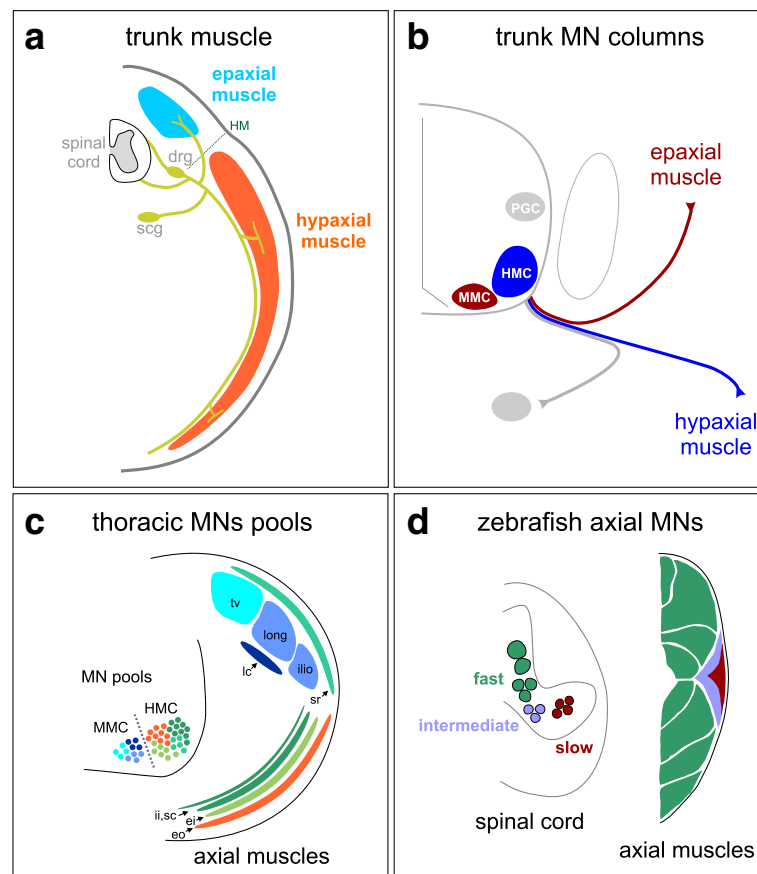 a trunk muscle
epaxial
muscle
HM
spinal
cord
drg
scg
hypaxial
muscle
b trunk MN columns
epaxial
muscle
PGC
HMC
MMC
hypaxial
muscle
c thoracic MNs pools
tv
long
lc
ilio
sr
MN pools
HMC
MMC
ii,sc
ei
eo
axial muscles
d zebrafish axial MNs
fast
intermediate
slow
spinal cord
axial muscles